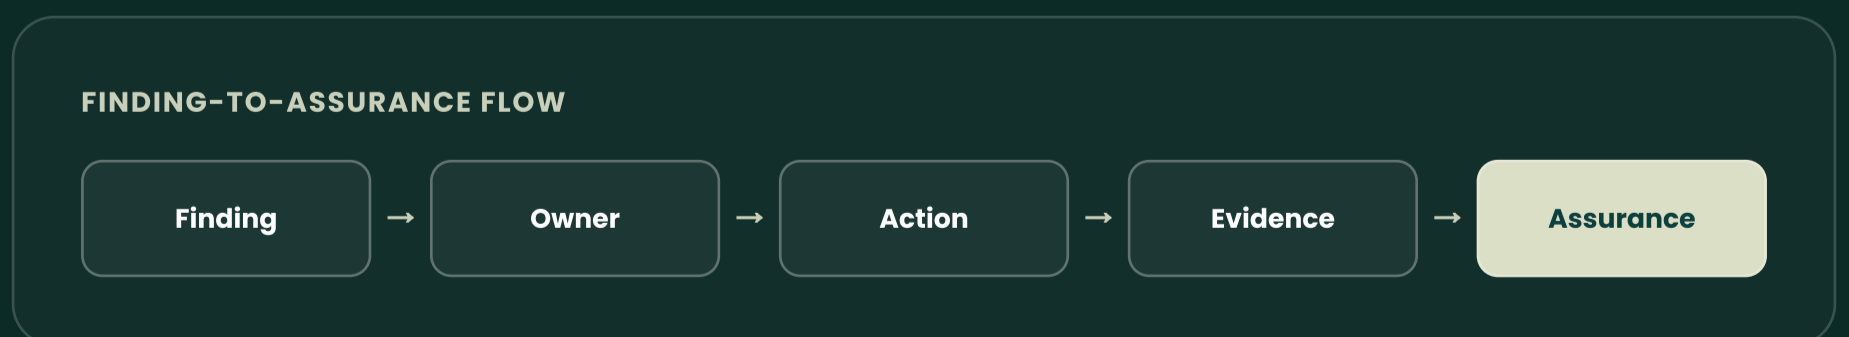 FINDING-TO-ASSURANCE FLOW
Finding → Owner → Action → Evidence → Assurance